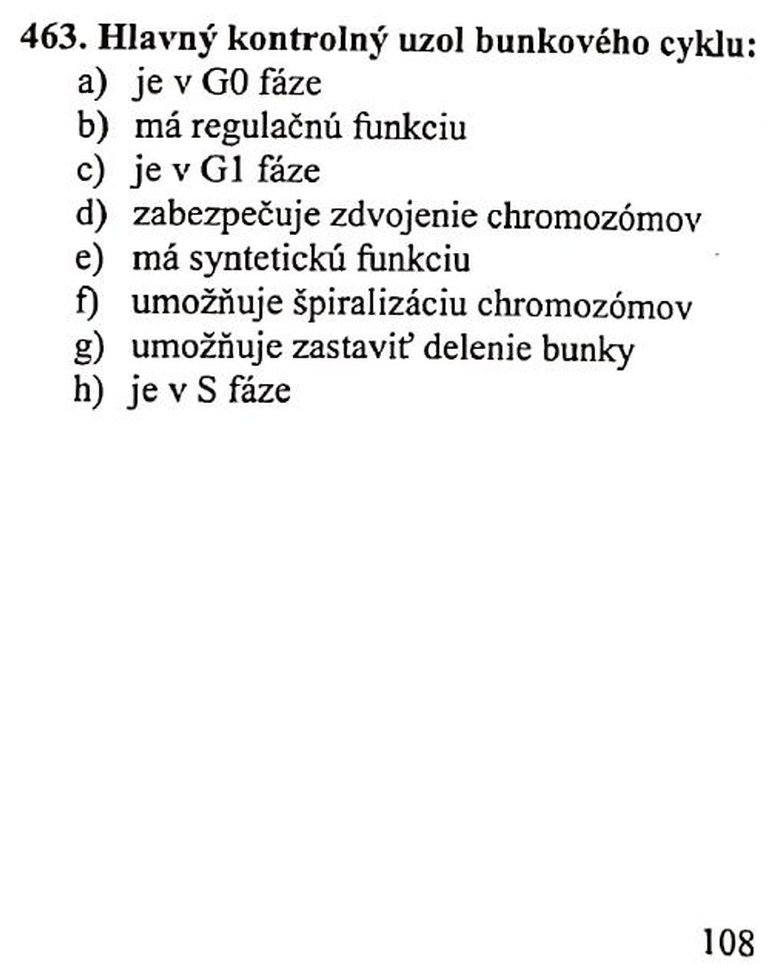 463. Hlavný kontrolný uzol bunkového cyklu:
a) je v G0 fáze
b) má regulačnú funkciu
c) je v G1 fáze
d) zabezpečuje zdvojenie chromozómov
e) má syntetickú funkciu
f) umožňuje špiralizáciu chromozómov
g) umožňuje zastaviť delenie bunky
h) je v S fáze
108